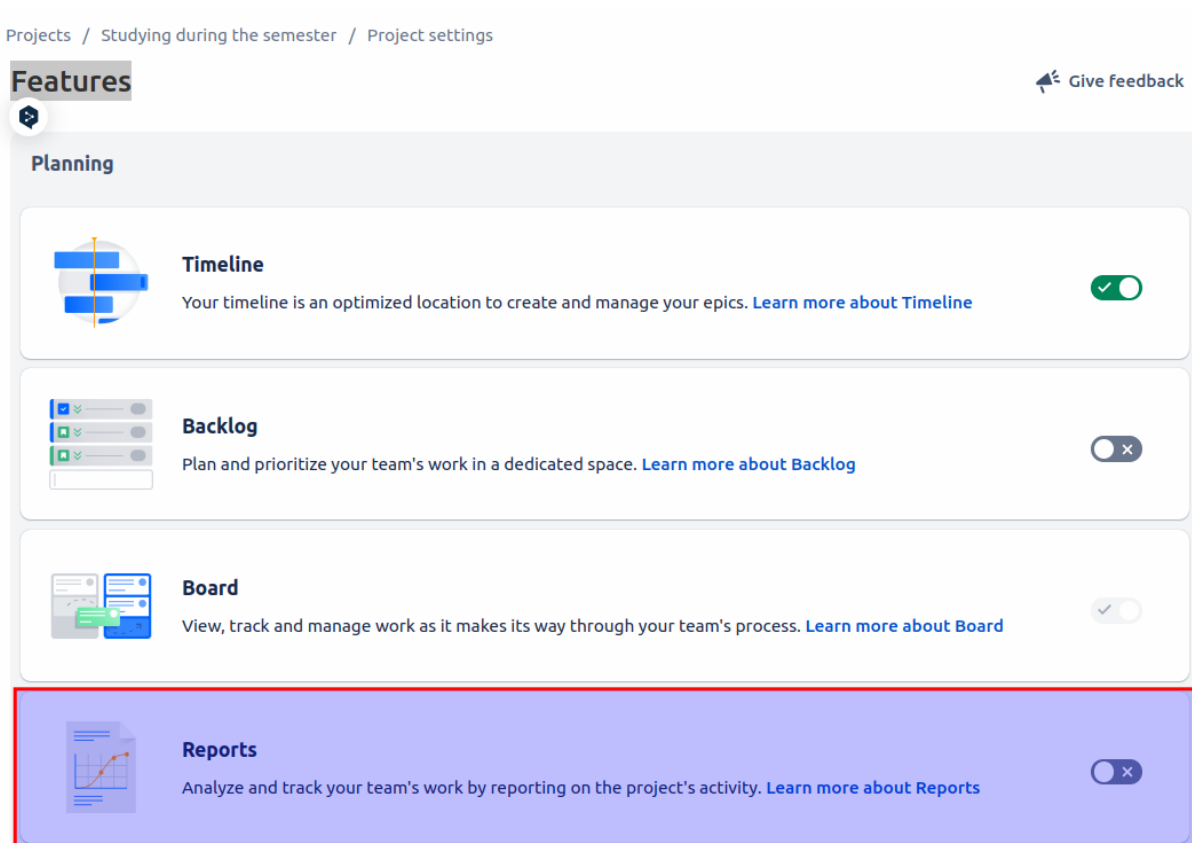 Projects / Studying during the semester / Project settings
Features
Give feedback
Planning
Timeline
Your timeline is an optimized location to create and manage your epics. Learn more about Timeline
Backlog
Plan and prioritize your team's work in a dedicated space. Learn more about Backlog
Board
View, track and manage work as it makes its way through your team's process. Learn more about Board
Reports
Analyze and track your team's work by reporting on the project's activity. Learn more about Reports